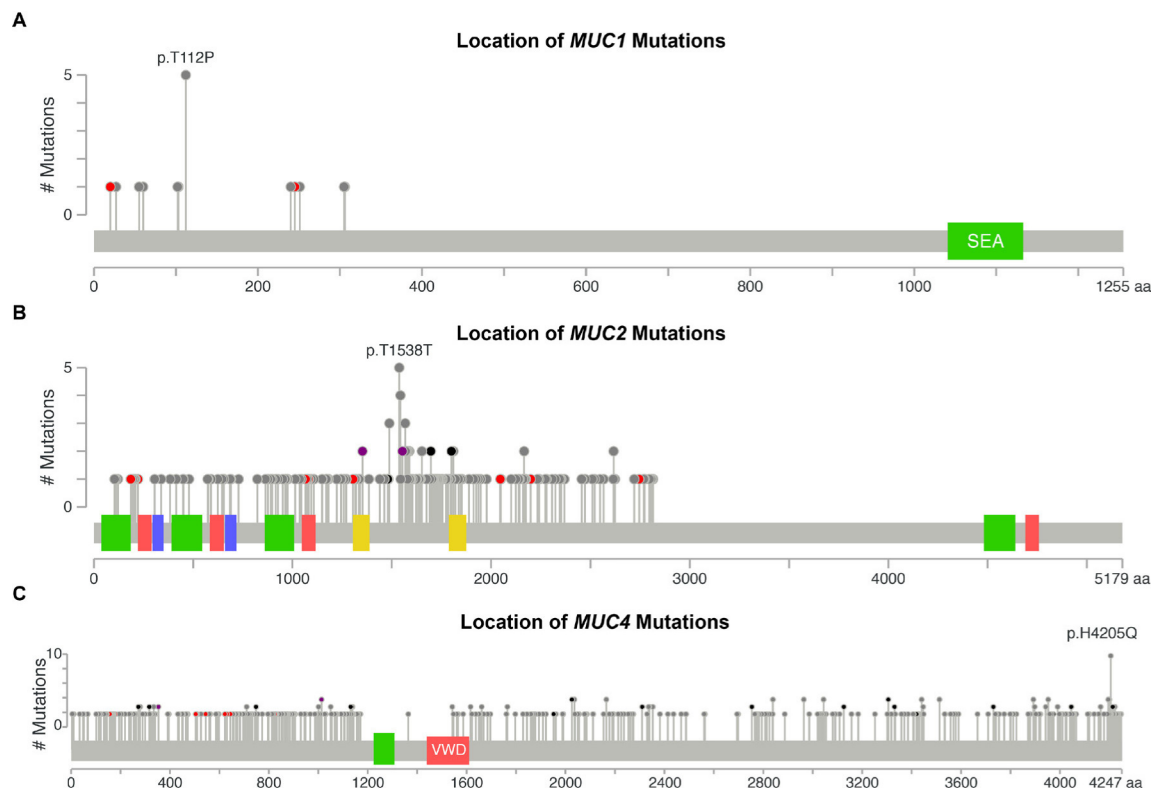 A
Location of MUC1 Mutations
p.T112P
5
# Mutations
0
SEA
0 200 400 600 800 1000 1255 aa
B
Location of MUC2 Mutations
p.T1538T
5
# Mutations
0
0 1000 2000 3000 4000 5179 aa
C
Location of MUC4 Mutations
p.H4205Q
10
# Mutations
0
VWD
0 400 800 1200 1600 2000 2400 2800 3200 3600 4000 4247 aa